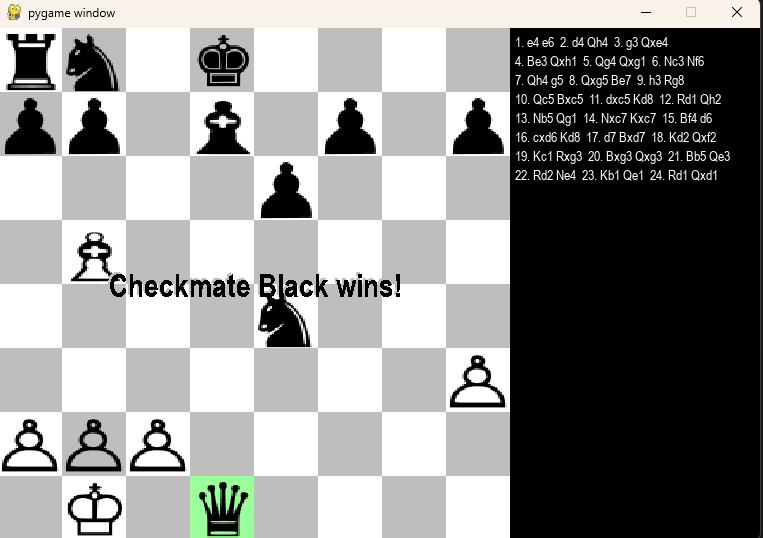 pygame window
1. e4 e6 2. d4 Qh4 3. g3 Qxe4
4. Be3 Qxh1 5. Qg4 Qxg1 6. Nc3 Nf6
7. Qh4 g5 8. Qxg5 Be7 9. h3 Rg8
10. Qc5 Bxc5 11. dxc5 Kd8 12. Rd1 Qh2
13. Nb5 Qg1 14. Nxc7 Kxc7 15. Bf4 d6
16. cxd6 Kd8 17. d7 Bxd7 18. Kd2 Qxf2
19. Kc1 Rxg3 20. Bxg3 Qxg3 21. Bb5 Qe3
22. Rd2 Ne4 23. Kb1 Qe1 24. Rd1 Qxd1
Checkmate Black wins!